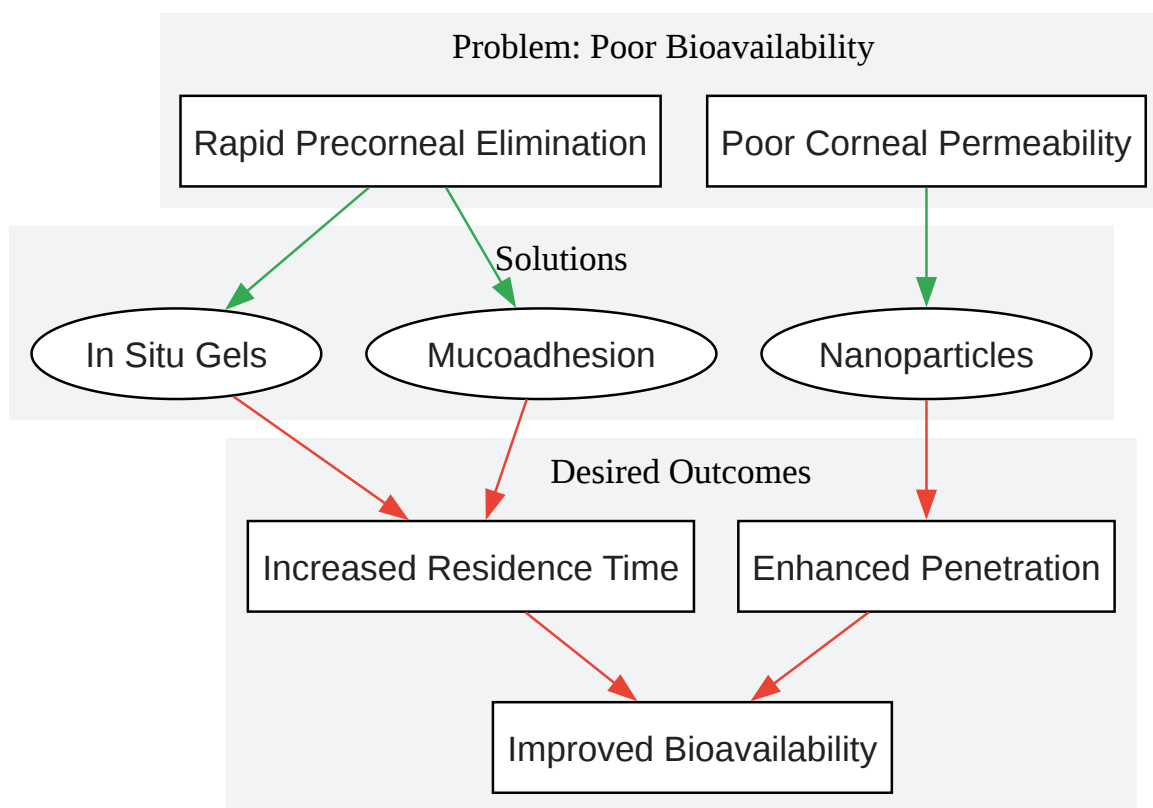 Problem: Poor Bioavailability
Rapid Precorneal Elimination
Poor Corneal Permeability
Solutions
In Situ Gels
Mucoadhesion
Nanoparticles
Desired Outcomes
Increased Residence Time
Enhanced Penetration
Improved Bioavailability